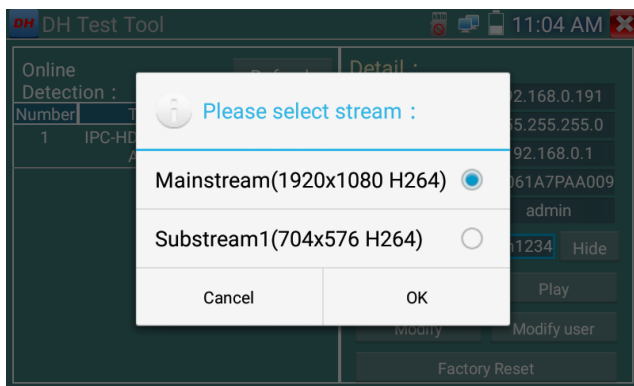 DH DH Test Tool 11:04 AM
Online
Detection :
Detail :
Number
1 IPC-HD
92.168.0.191
55.255.255.0
92.168.0.1
061A7PAA009
admin
1234 Hide
Play
Modify Modify user
Factory Reset
Please select stream :
Mainstream(1920x1080 H264)
Substream1(704x576 H264)
Cancel OK